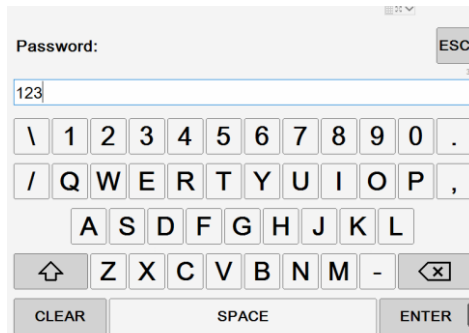 Password:
ESC
123
\ 1 2 3 4 5 6 7 8 9 0 .
/ Q W E R T Y U I O P ,
A S D F G H J K L
Z X C V B N M -
CLEAR SPACE ENTER